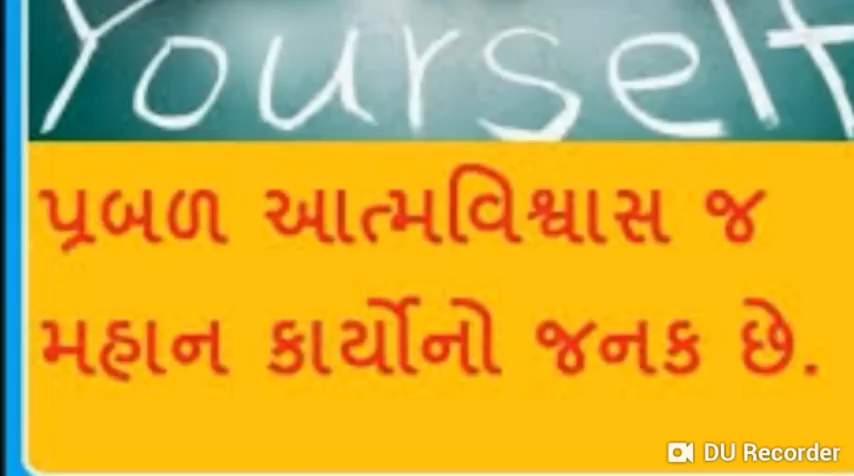 Yourself
પ્રબળ આત્મવિશ્વાસ જ
મહાન કાર્યોનો જનક છે.
DU Recorder